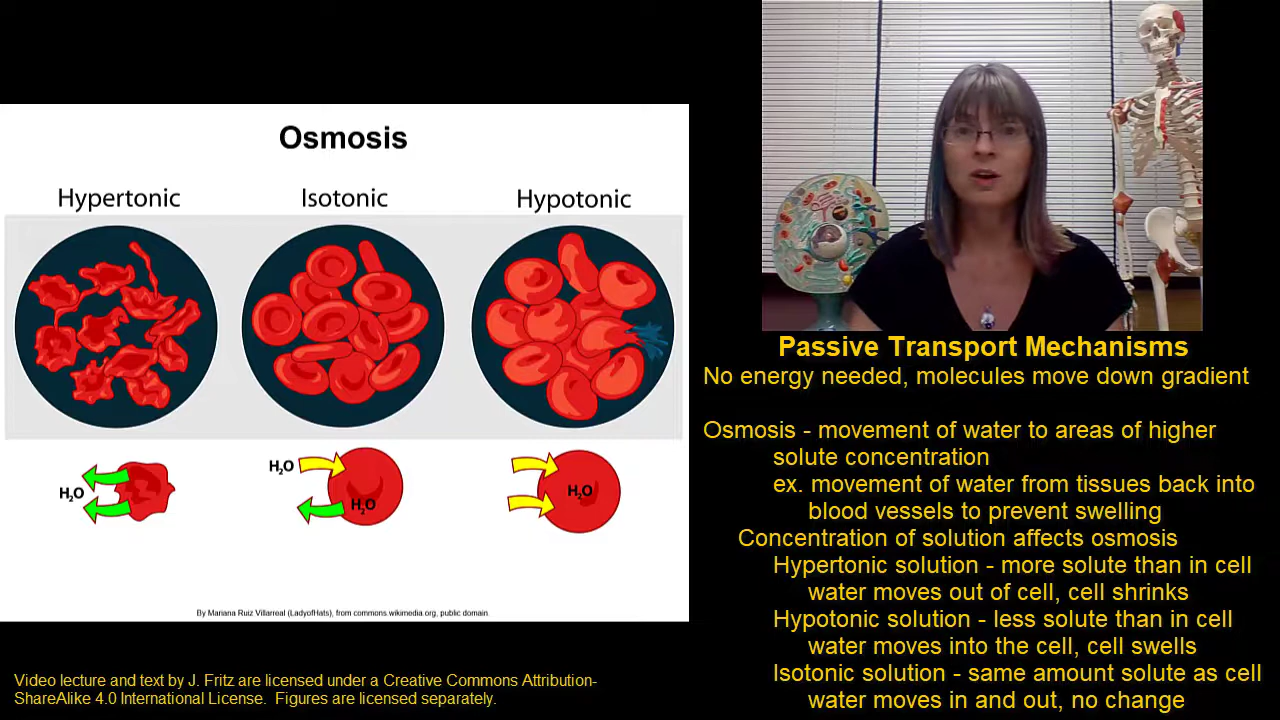 Osmosis
Hypertonic
Isotonic
Hypotonic
H₂O
H₂O
H₂O
H₂O
By Mariana Ruiz Villarreal (LadyofHats), from commons.wikimedia.org, public domain.
Passive Transport Mechanisms
No energy needed, molecules move down gradient
Osmosis - movement of water to areas of higher
solute concentration
ex. movement of water from tissues back into
blood vessels to prevent swelling
Concentration of solution affects osmosis
Hypertonic solution - more solute than in cell
water moves out of cell, cell shrinks
Hypotonic solution - less solute than in cell
water moves into the cell, cell swells
Isotonic solution - same amount solute as cell
water moves in and out, no change
Video lecture and text by J. Fritz are licensed under a Creative Commons Attribution-
ShareAlike 4.0 International License.  Figures are licensed separately.